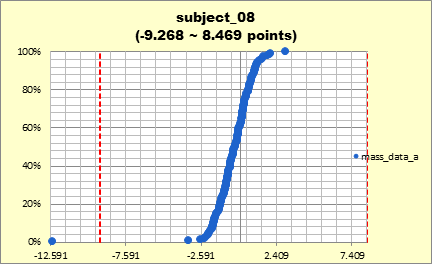 subject_08
(-9.268 ~ 8.469 points)
100%
80%
60%
40%
20%
0%
mass_data_a
-12.591 -7.591 -2.591 2.409 7.409